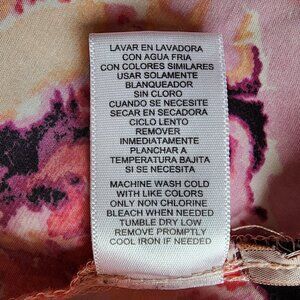 LAVAR EN LAVADORA
CON AGUA FRIA
CON COLORES SIMILARES
USAR SOLAMENTE
BLANQUEADOR
SIN CLORO
CUANDO SE NECESITE
SECAR EN SECADORA
CICLO LENTO
REMOVER
INMEDIATAMENTE
PLANCHAR A
TEMPERATURA BAJITA
SI SE NECESITA
MACHINE WASH COLD
WITH LIKE COLORS
ONLY NON CHLORINE
BLEACH WHEN NEEDED
TUMBLE DRY LOW
REMOVE PROMPTLY
COOL IRON IF NEEDED